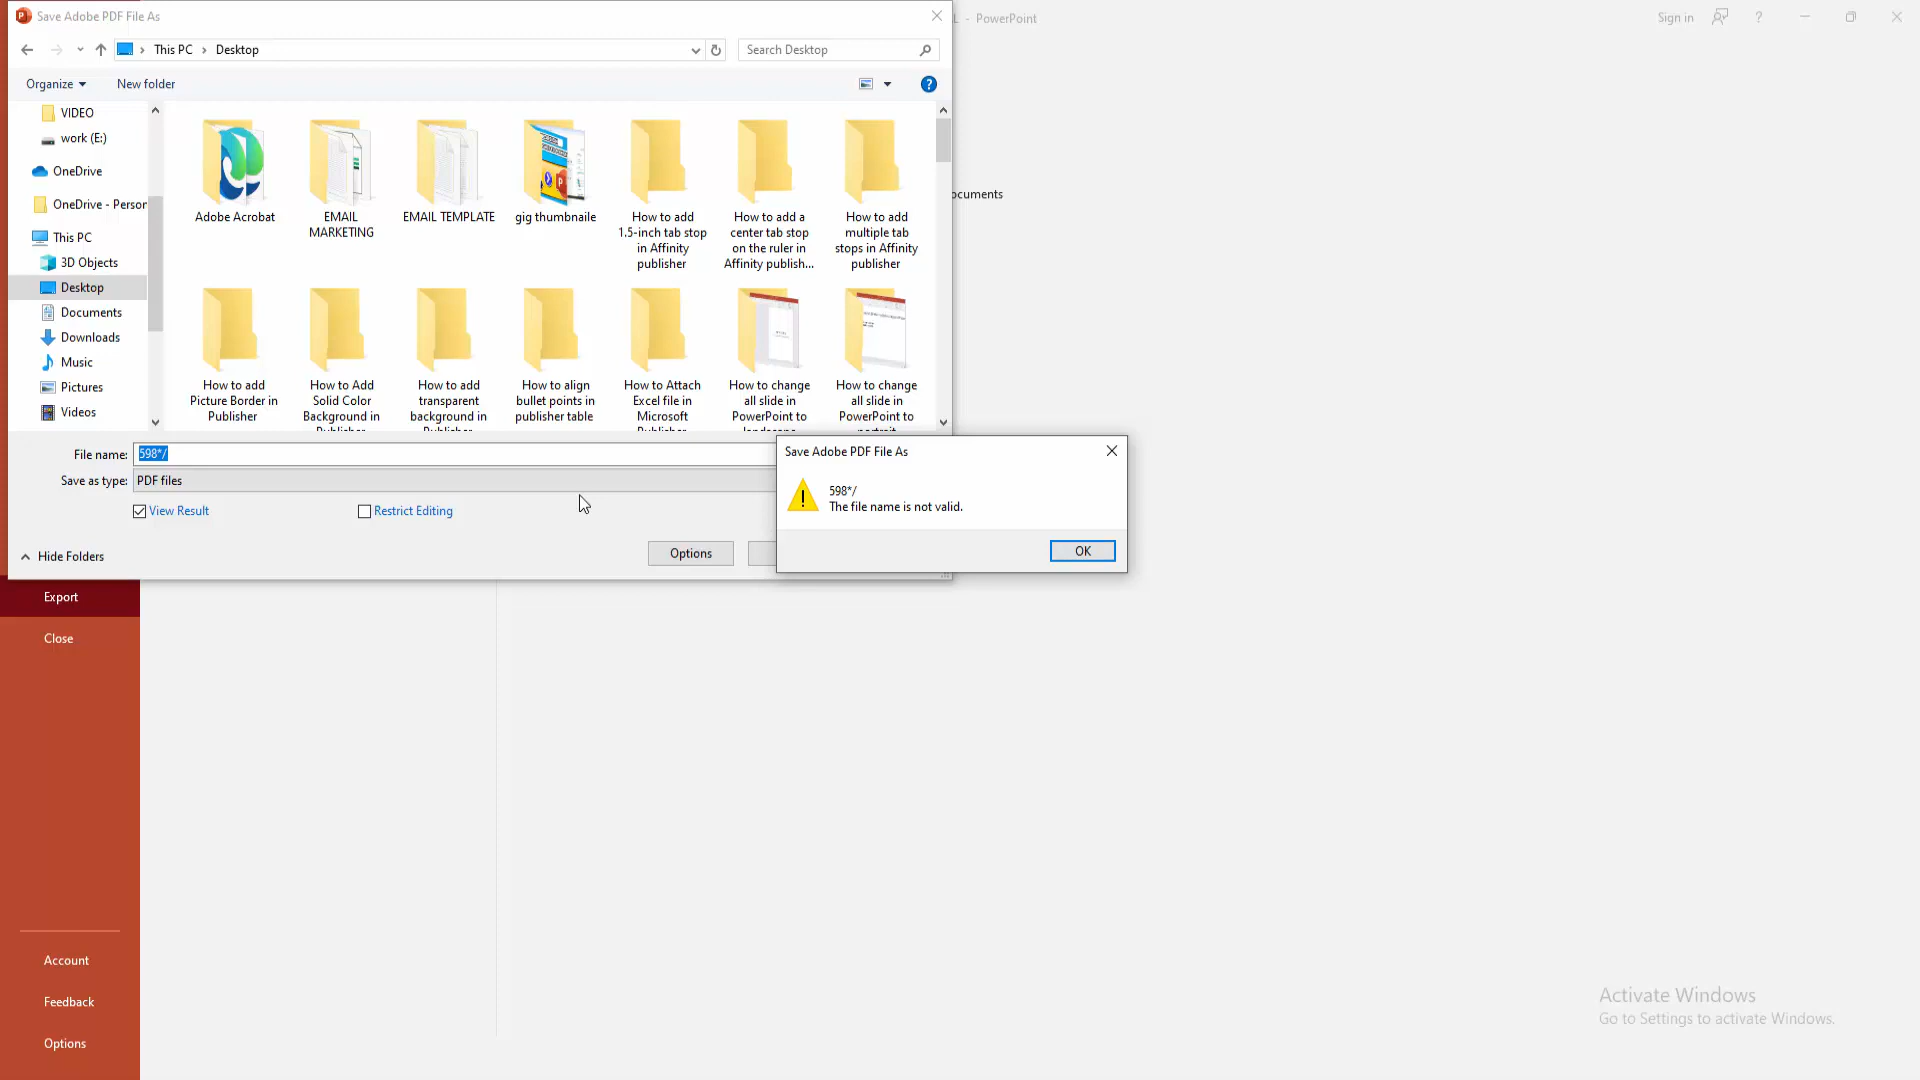 Save Adobe PDF File As
L - PowerPoint
Sign in
?
This PC > Desktop
Search Desktop
Organize
New folder
?
VIDEO
work (E:)
OneDrive
OneDrive - Person
This PC
3D Objects
Desktop
Documents
Downloads
Music
Pictures
Videos
Adobe Acrobat
EMAIL
MARKETING
EMAIL TEMPLATE
gig thumbnaile
How to add
1.5-inch tab stop
in Affinity
publisher
How to add a
center tab stop
on the ruler in
Affinity publish...
How to add
multiple tab
stops in Affinity
publisher
How to add
Picture Border in
Publisher
How to Add
Solid Color
Background in
Publisher
How to add
transparent
background in
Publisher
How to align
bullet points in
publisher table
How to Attach
Excel file in
Microsoft
Publisher
How to change
all slide in
PowerPoint to
landscape
How to change
all slide in
PowerPoint to
portrait
ocuments
File name: 598*/
Save as type: PDF files
View Result
Restrict Editing
Hide Folders
Options
Save Adobe PDF File As
598*/
The file name is not valid.
OK
Export
Close
Account
Feedback
Options
Activate Windows
Go to Settings to activate Windows.